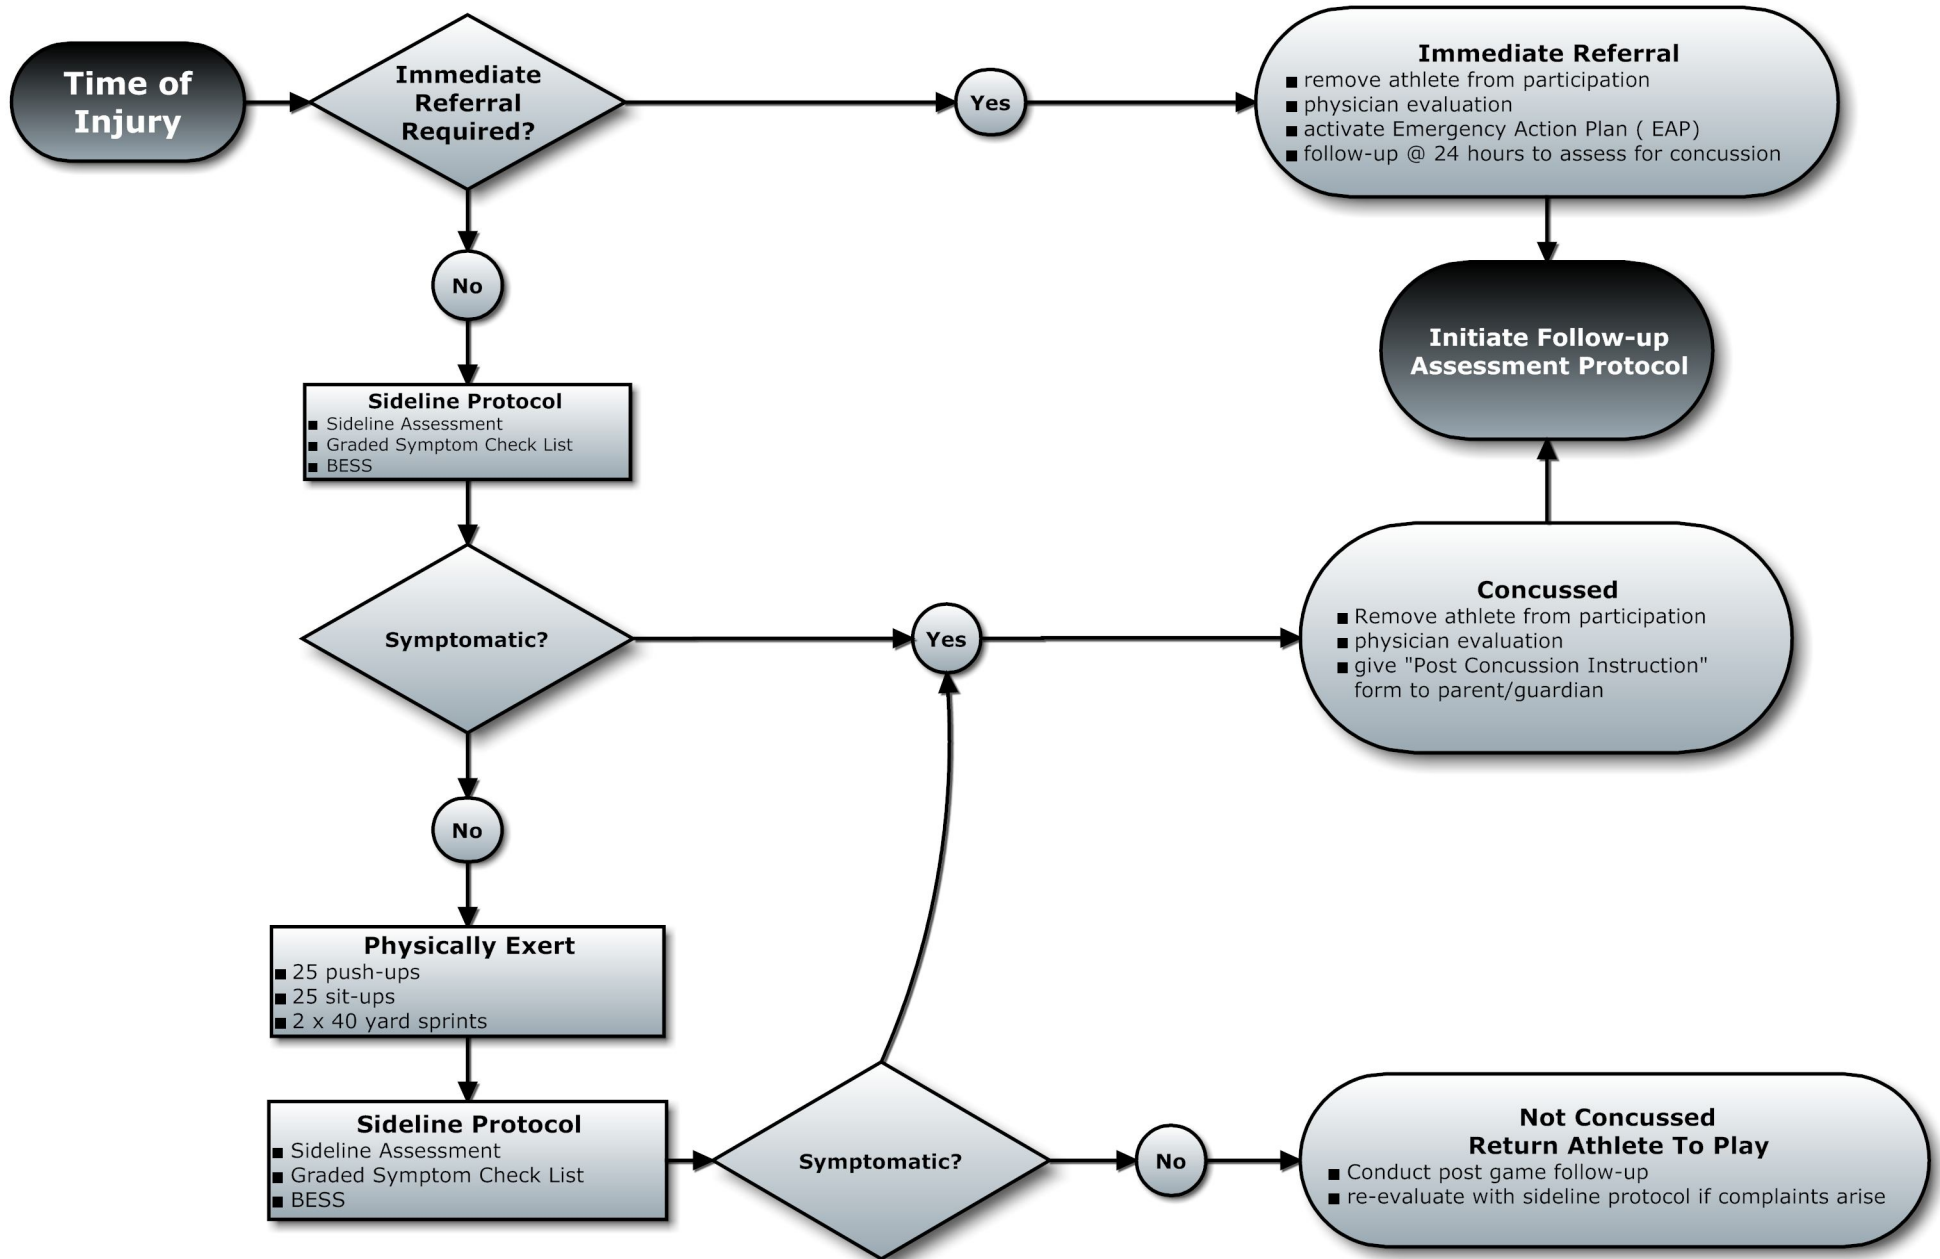 Time of
Injury
Immediate
Referral
Required?
Yes
Immediate Referral
■ remove athlete from participation
■ physician evaluation
■ activate Emergency Action Plan ( EAP)
■ follow-up @ 24 hours to assess for concussion
No
Initiate Follow-up
Assessment Protocol
Sideline Protocol
■ Sideline Assessment
■ Graded Symptom Check List
■ BESS
Symptomatic?
Yes
Concussed
■ Remove athlete from participation
■ physician evaluation
■ give "Post Concussion Instruction"
form to parent/guardian
No
Physically Exert
■ 25 push-ups
■ 25 sit-ups
■ 2 x 40 yard sprints
Sideline Protocol
■ Sideline Assessment
■ Graded Symptom Check List
■ BESS
Symptomatic?
No
Not Concussed
Return Athlete To Play
■ Conduct post game follow-up
■ re-evaluate with sideline protocol if complaints arise